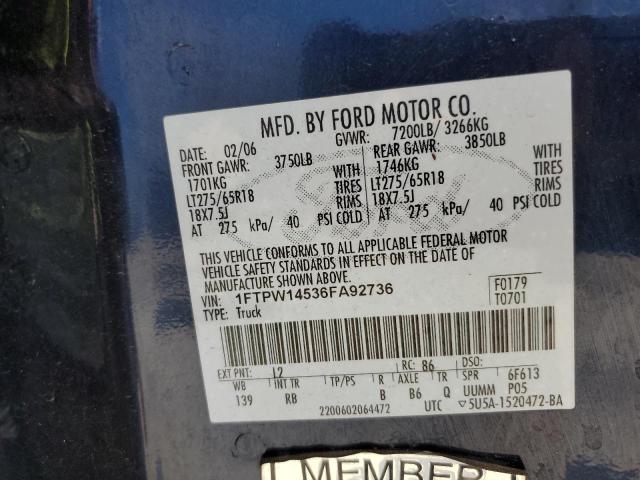 MFD. BY FORD MOTOR CO.
DATE: 02/06 GVWR: 7200LB/ 3266KG
FRONT GAWR: 3750LB REAR GAWR: 3850LB
1701KG WITH 1746KG WITH
LT275/65R18 TIRES LT275/65R18 TIRES
18X7.5J RIMS 18X7.5J RIMS
AT 275 kPa/ 40 PSI COLD AT 275 kPa/ 40 PSI COLD
THIS VEHICLE CONFORMS TO ALL APPLICABLE FEDERAL MOTOR
VEHICLE SAFETY STANDARDS IN EFFECT ON THE DATE OF
MANUFACTURE SHOWN ABOVE.
VIN: 1FTPW14536FA92736 F0179
TYPE: Truck T0701
EXT PNT: L2 RC: 86 DSO:
WB INT TR TP/PS R AXLE TR SPR 6F613
139 RB B B6 Q UUMM P05
2200602064472 UTC ▽5U5A-1520472-BA
MEMBER